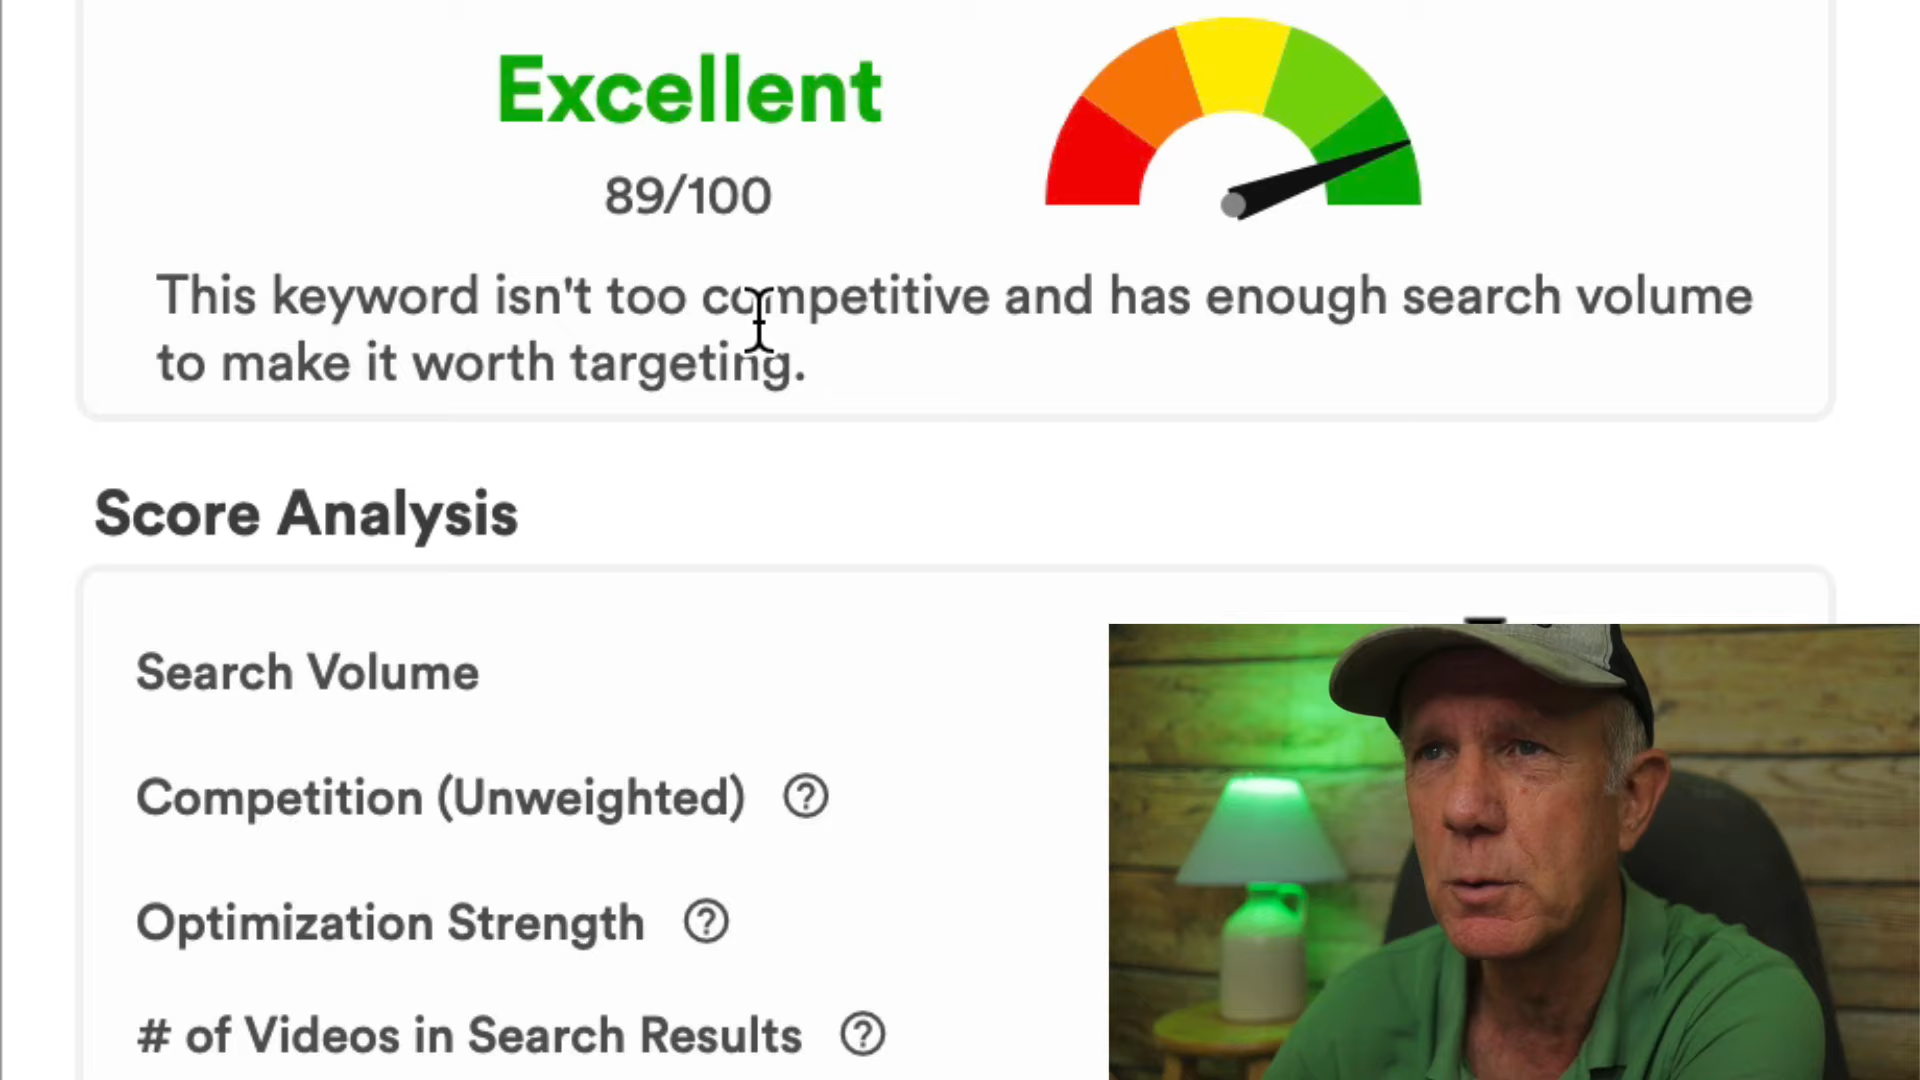 Excellent
89/100
This keyword isn't too competitive and has enough search volume
to make it worth targeting.
Score Analysis
Search Volume
Competition (Unweighted)
Optimization Strength
# of Videos in Search Results